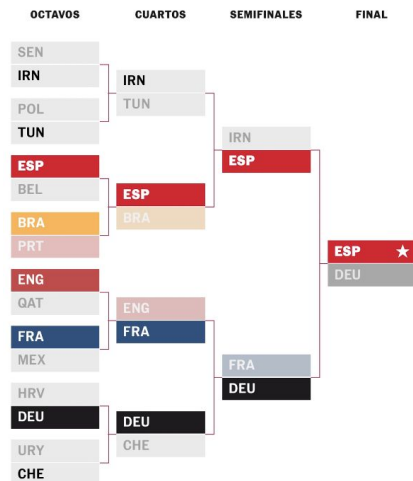 OCTAVOS
CUARTOS
SEMIFINALES
FINAL
SEN
IRN
POL
TUN
ESP
BEL
BRA
PRT
ENG
QAT
FRA
MEX
HRV
DEU
URY
CHE
IRN
TUN
ESP
BRA
ENG
FRA
DEU
CHE
IRN
ESP
FRA
DEU
ESP ★
DEU